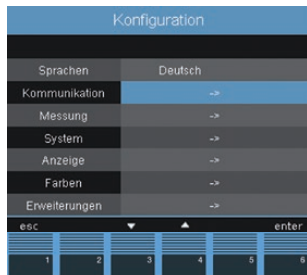 Konfiguration
Sprachen Deutsch
Kommunikation ->
Messung ->
System ->
Anzeige ->
Farben ->
Erweiterungen ->
esc ▼ ▲ enter
1 2 3 4 5 6